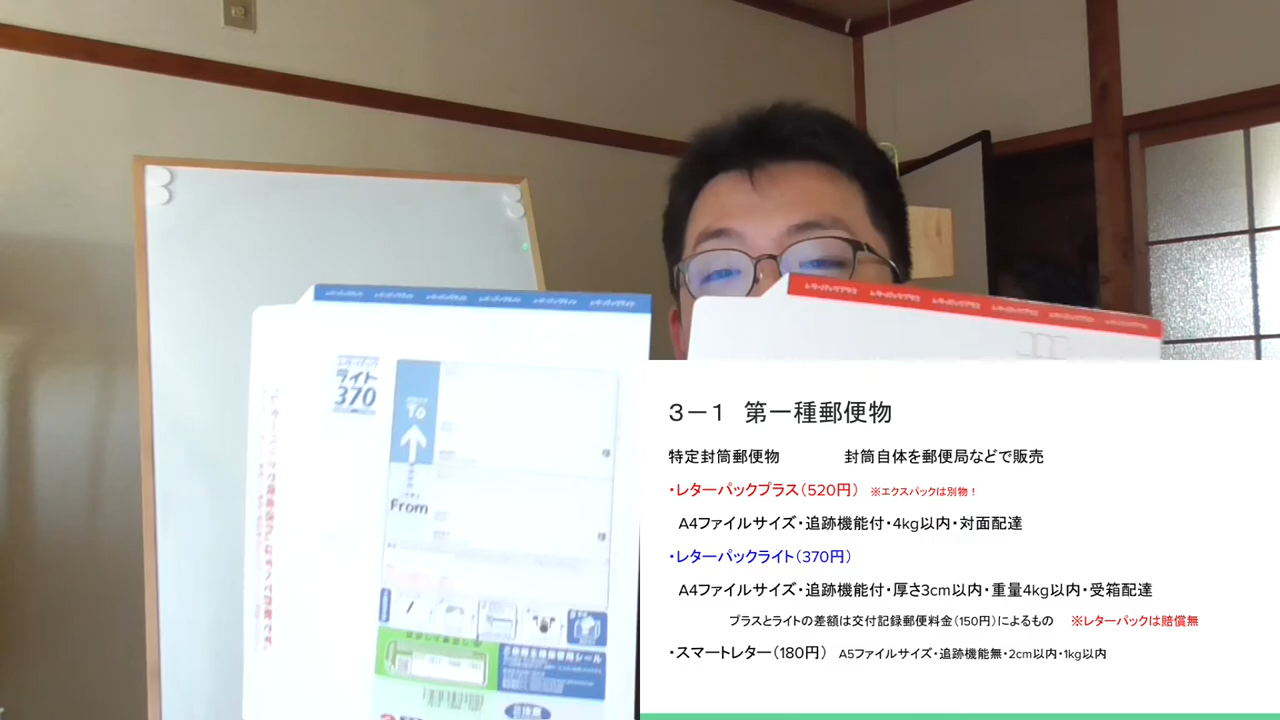 レターパック
ライト
370
To
From
３－１　第一種郵便物
特定封筒郵便物　　　　封筒自体を郵便局などで販売
・レターパックプラス（520円）　※エクスパックは別物！
A4ファイルサイズ・追跡機能付・4kg以内・対面配達
・レターパックライト（370円）
A4ファイルサイズ・追跡機能付・厚さ3cm以内・重量4kg以内・受箱配達
プラスとライトの差額は交付記録郵便料金（150円）によるもの　※レターパックは賠償無
・スマートレター（180円）　A5ファイルサイズ・追跡機能無・2cm以内・1kg以内